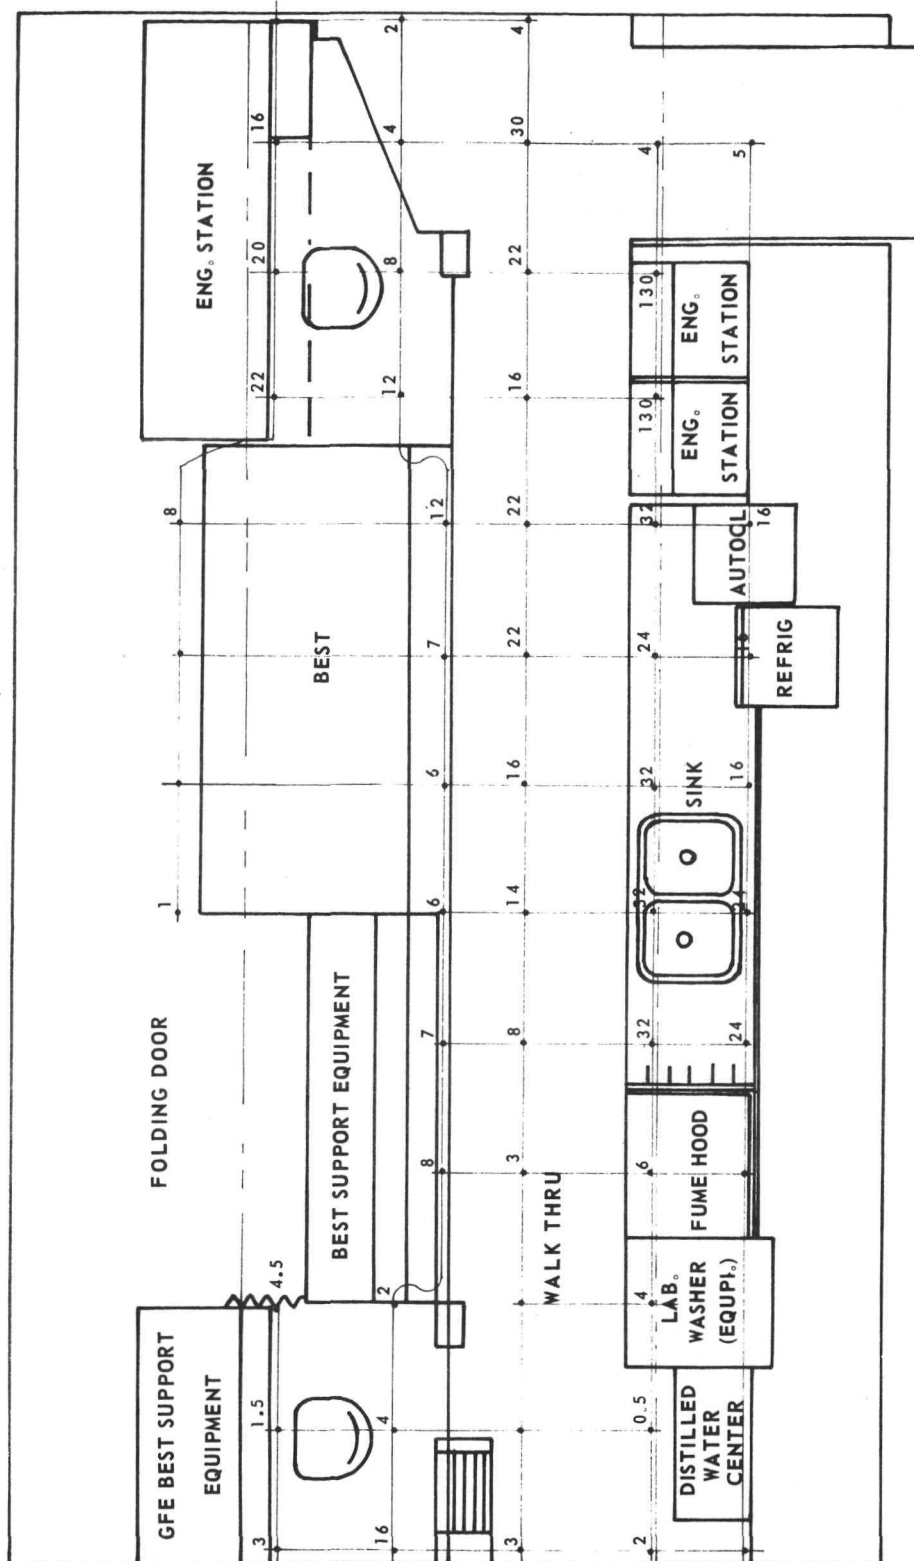 GFE BEST SUPPORT
EQUIPMENT
FOLDING DOOR
1
8
ENG. STATION
3
1.5
4.5
22
20
16
BEST SUPPORT EQUIPMENT
BEST
16
4
2
12
8
4
2
8
7
6
6
7
12
3
3
8
14
16
22
22
16
22
30
4
WALK THRU
2
0.5
4
6
32
32
32
24
32
130
130
4
DISTILLED
WATER
CENTER
LAB.
WASHER
(EQUPI.)
FUME HOOD
SINK
AUTOCL
REFRIG
ENG.
STATION
ENG.
STATION
24
16
16
5